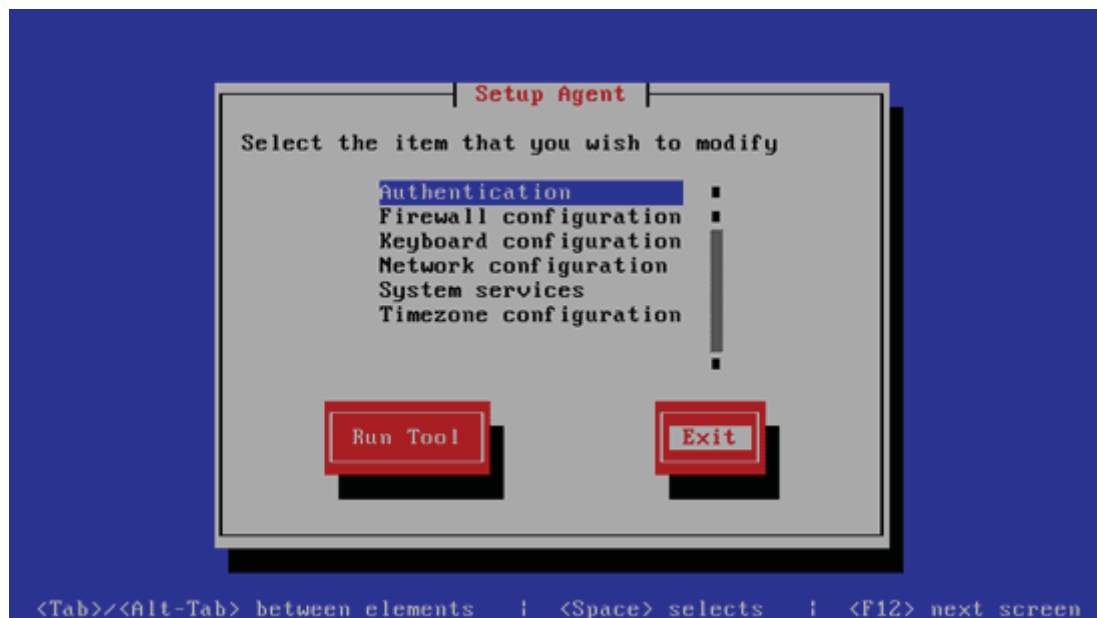 Setup Agent
Select the item that you wish to modify
Authentication
Firewall configuration
Keyboard configuration
Network configuration
System services
Timezone configuration
Run Tool Exit
<Tab>/<Alt-Tab> between elements | <Space> selects | <F12> next screen